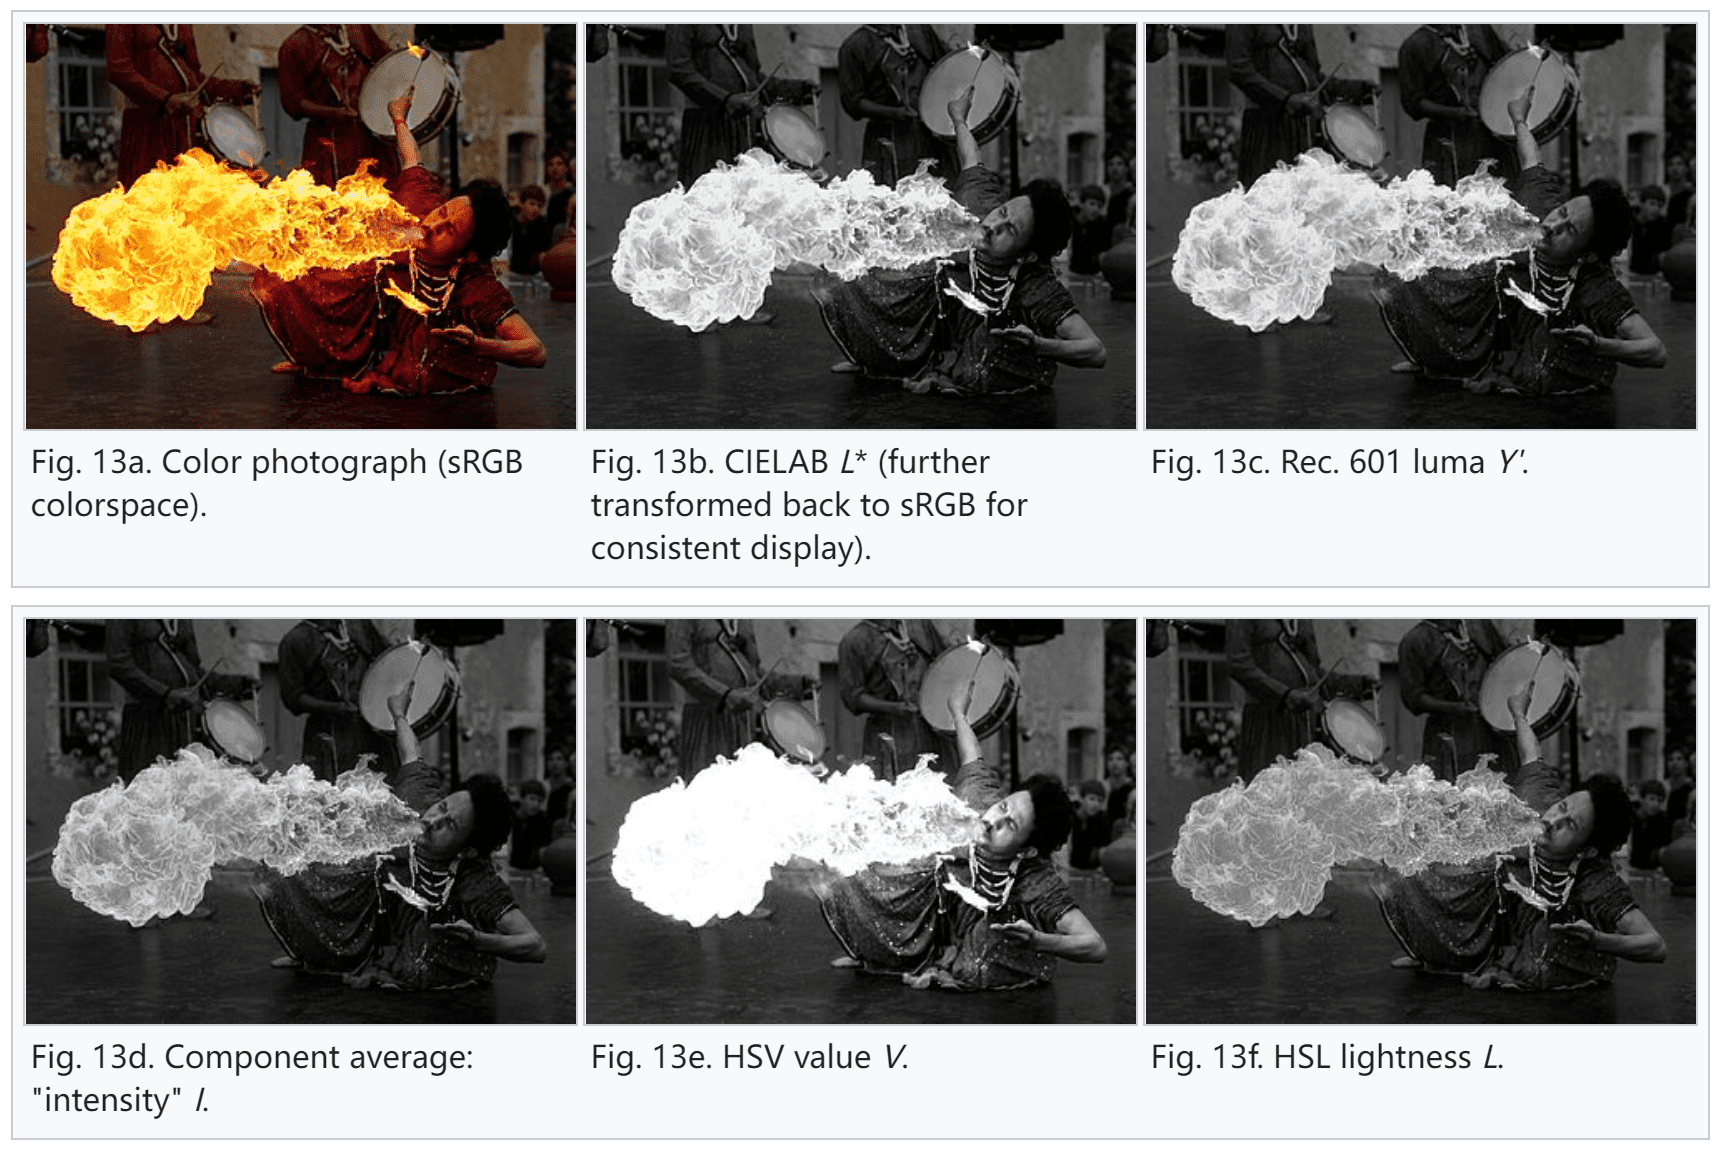 Fig. 13a. Color photograph (sRGB
colorspace).
Fig. 13b. CIELAB L* (further
transformed back to sRGB for
consistent display).
Fig. 13c. Rec. 601 luma Y′.
Fig. 13d. Component average:
"intensity" I.
Fig. 13e. HSV value V.
Fig. 13f. HSL lightness L.